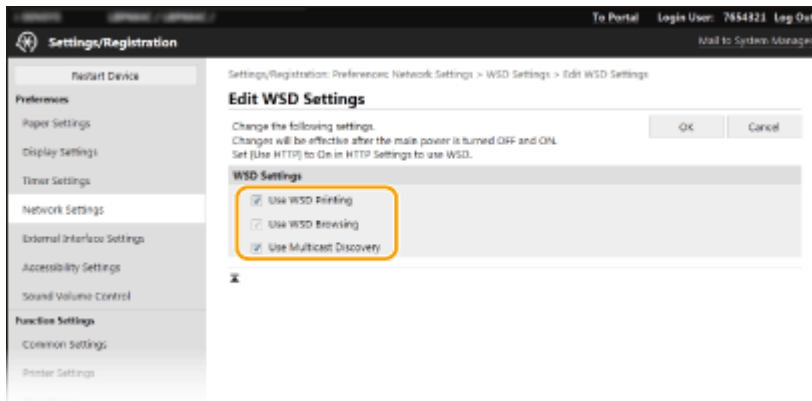 To Portal Login User: 7654321 Log Out
Settings/Registration
Mail to System Manager
Restart Device
Preferences
Paper Settings
Display Settings
Timer Settings
Network Settings
External Interface Settings
Accessibility Settings
Sound Volume Control
Function Settings
Common Settings
Printer Settings
Settings/Registration: Preferences: Network Settings > WSD Settings > Edit WSD Settings
Edit WSD Settings
Change the following settings.
Changes will be effective after the main power is turned OFF and ON.
Set [Use HTTP] to On in HTTP Settings to use WSD.
OK Cancel
WSD Settings
Use WSD Printing
Use WSD Browsing
Use Multicast Discovery